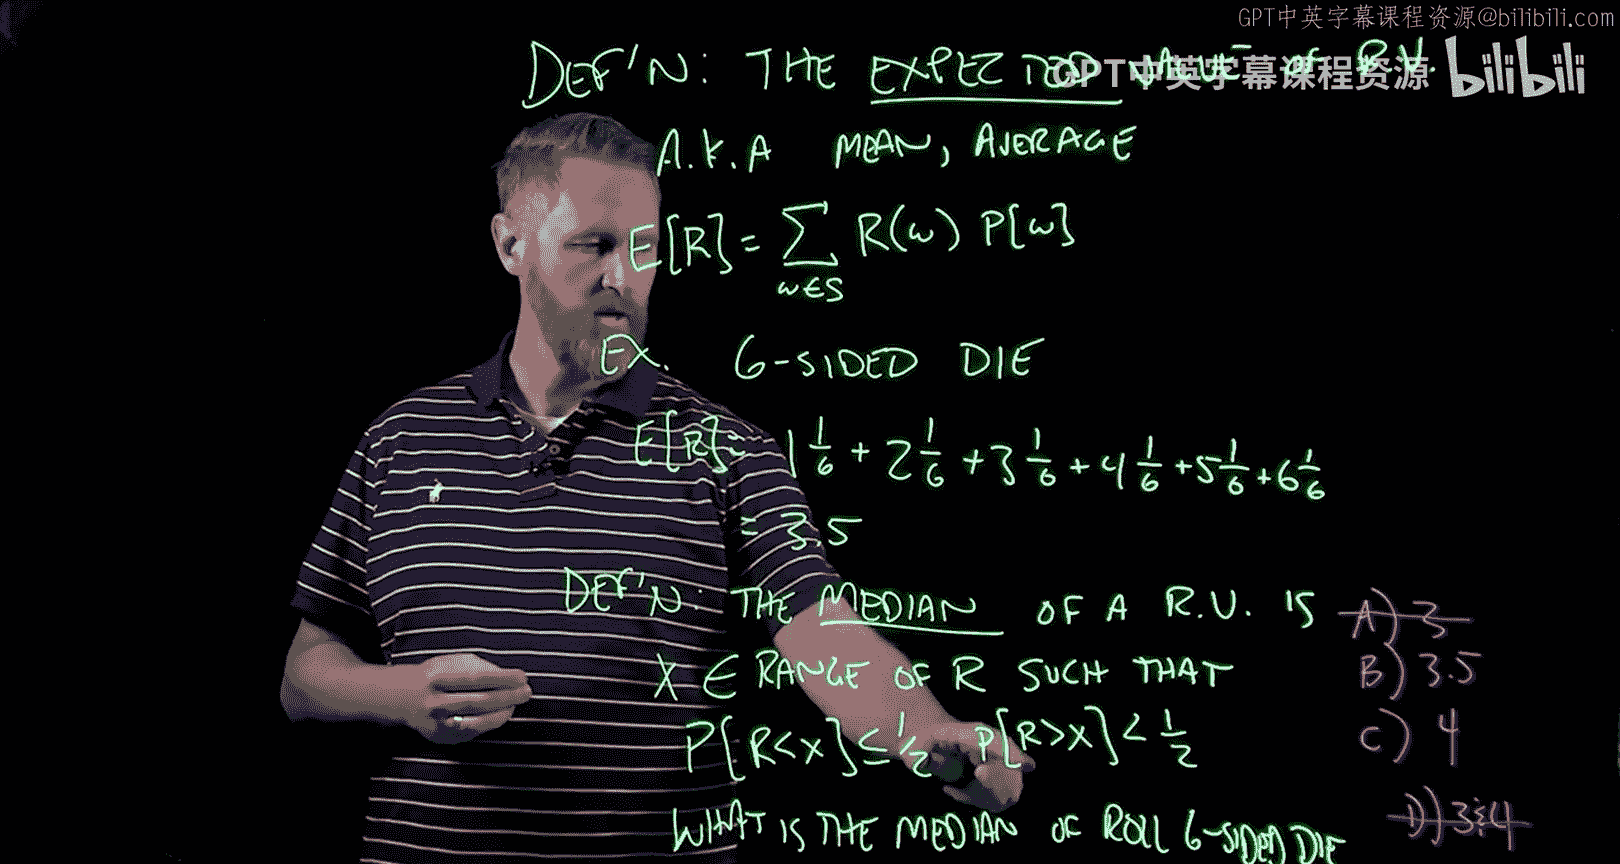 GPT中英字幕课程资源@bilibili.com
DEF'N: THE EXPECTED VALUE OF R.V.
GPT中英字幕课程资源 bilibili
A.K.A MEAN, AVERAGE
E[R] = ∑ R(ω) P[ω]
ω∈S
EX. 6-SIDED DIE
E[R] = 1 1/6 + 2 1/6 + 3 1/6 + 4 1/6 + 5 1/6 + 6 1/6
= 3.5
DEF'N: THE MEDIAN OF A R.V. IS
X ∈ RANGE OF R SUCH THAT
P[R<X] ≤ 1/2 P[R>X] < 1/2
WHAT IS THE MEDIAN OF ROLL 6-SIDED DIE
A) 3
B) 3.5
C) 4
D) 3 & 4